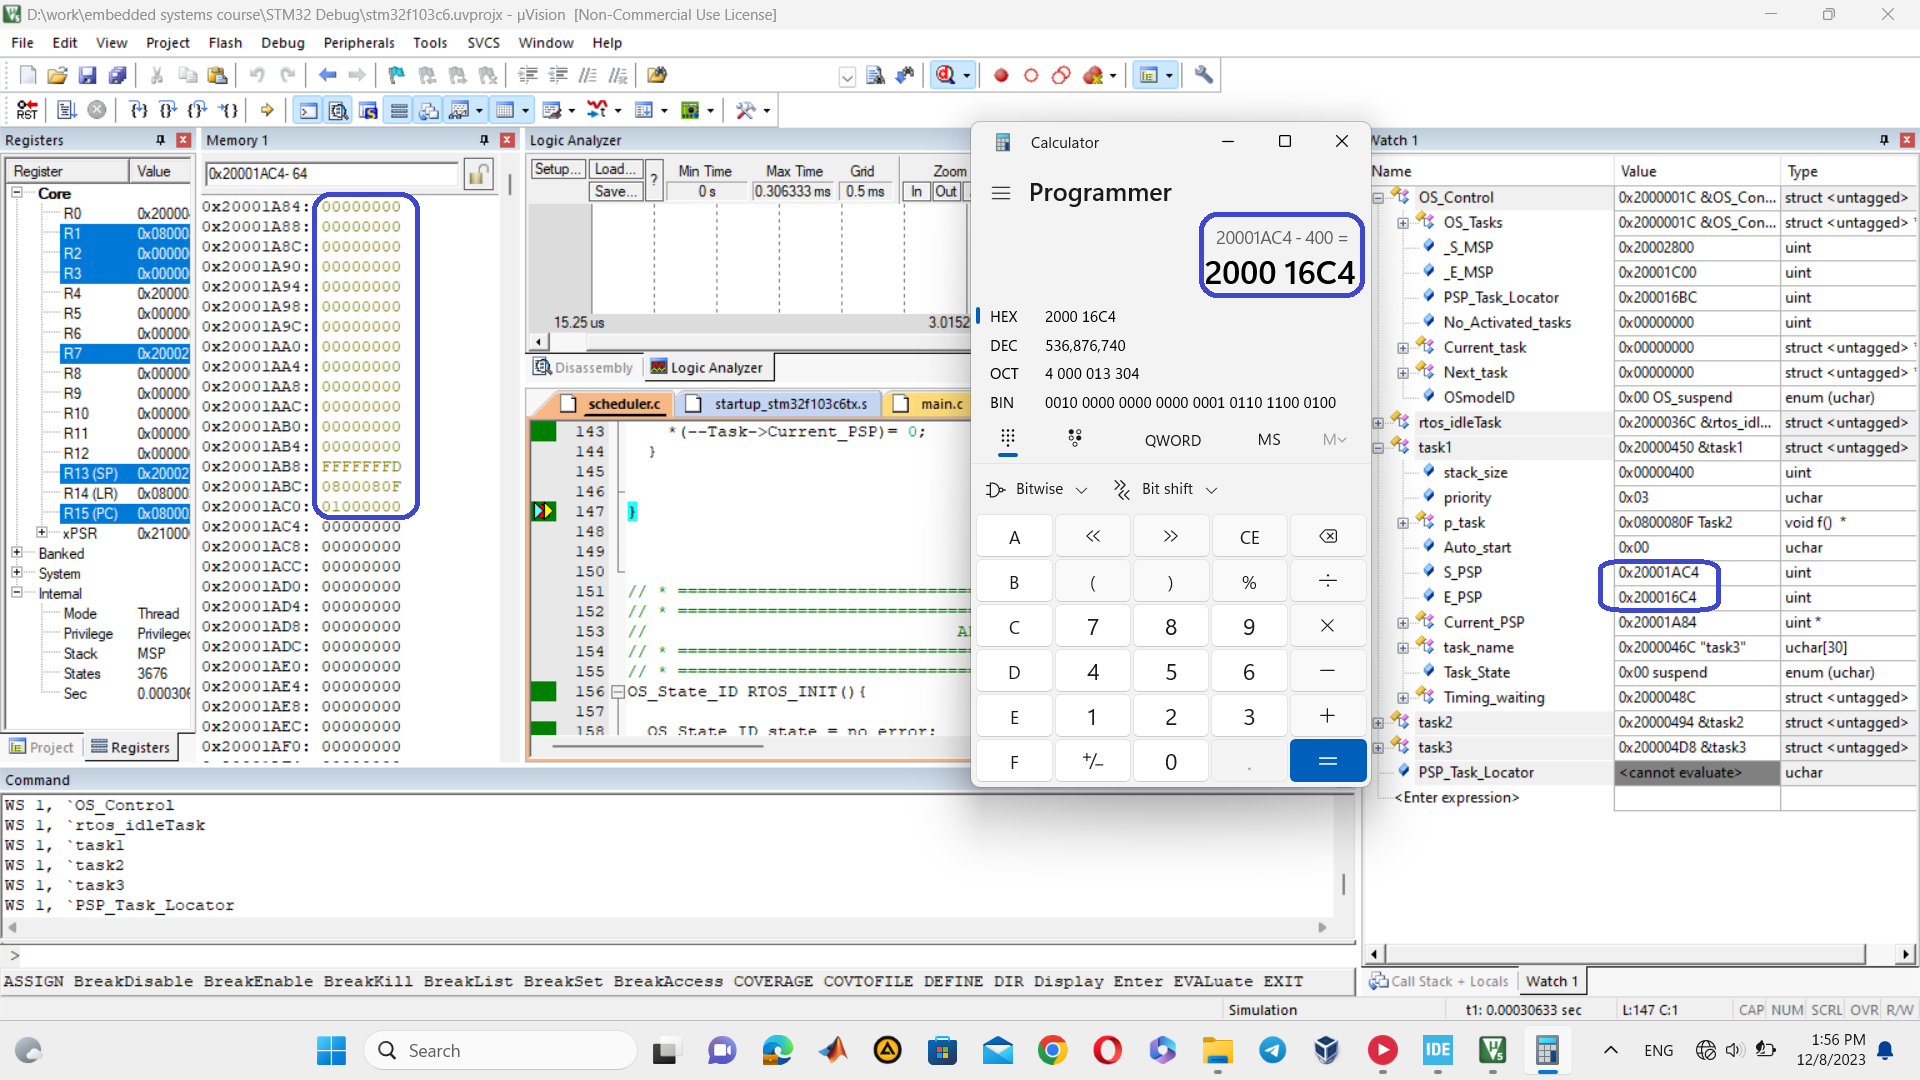 D:\work\embedded systems course\STM32 Debug\stm32f103c6.uvprojx - µVision  [Non-Commercial Use License]
File Edit View Project Flash Debug Peripherals Tools SVCS Window Help
RST
Registers
Register Value
Core
R0 0x20004
R1 0x08000
R2 0x00000
R3 0x00000
R4 0x20000
R5 0x00000
R6 0x00000
R7 0x20002
R8 0x00000
R9 0x00000
R10 0x00000
R11 0x00000
R12 0x00000
R13 (SP) 0x20002
R14 (LR) 0x08000
R15 (PC) 0x08000
xPSR 0x21000
Banked
System
Internal
Mode Thread
Privilege Privileged
Stack MSP
States 3676
Sec 0.000306
Project Registers
Memory 1
0x20001AC4- 64
0x20001A84: 00000000
0x20001A88: 00000000
0x20001A8C: 00000000
0x20001A90: 00000000
0x20001A94: 00000000
0x20001A98: 00000000
0x20001A9C: 00000000
0x20001AA0: 00000000
0x20001AA4: 00000000
0x20001AA8: 00000000
0x20001AAC: 00000000
0x20001AB0: 00000000
0x20001AB4: 00000000
0x20001AB8: FFFFFFFD
0x20001ABC: 0800080F
0x20001AC0: 01000000
0x20001AC4: 00000000
0x20001AC8: 00000000
0x20001ACC: 00000000
0x20001AD0: 00000000
0x20001AD4: 00000000
0x20001AD8: 00000000
0x20001ADC: 00000000
0x20001AE0: 00000000
0x20001AE4: 00000000
0x20001AE8: 00000000
0x20001AEC: 00000000
0x20001AF0: 00000000
Logic Analyzer
Setup... Load... Save... ? Min Time Max Time Grid Zoom
0 s 0.306333 ms 0.5 ms In Out
15.25 us 3.0152
Disassembly Logic Analyzer
scheduler.c startup_stm32f103c6tx.s main.c
143 *(--Task->Current_PSP)= 0;
144 }
145
146
147 }
148
149
150
151 // * ==============================
152 // * ==============================
153 // A
154 // * ==============================
155 // * ==============================
156 OS_State_ID RTOS_INIT(){
157
158 OS_State_ID state = no_error;
Calculator
Programmer
20001AC4 - 400 =
2000 16C4
HEX 2000 16C4
DEC 536,876,740
OCT 4 000 013 304
BIN 0010 0000 0000 0000 0001 0110 1100 0100
QWORD MS M
Bitwise Bit shift
A << >> CE
B ( ) % ÷
C 7 8 9 ×
D 4 5 6 −
E 1 2 3 +
F +/− 0 . =
Watch 1
Name Value Type
OS_Control 0x2000001C &OS_Con... struct <untagged>
OS_Tasks 0x2000001C &OS_Con... struct <untagged> *
_S_MSP 0x20002800 uint
_E_MSP 0x20001C00 uint
PSP_Task_Locator 0x200016BC uint
No_Activated_tasks 0x00000000 uint
Current_task 0x00000000 struct <untagged> *
Next_task 0x00000000 struct <untagged> *
OSmodeID 0x00 OS_suspend enum (uchar)
rtos_idleTask 0x2000036C &rtos_idl... struct <untagged>
task1 0x20000450 &task1 struct <untagged>
stack_size 0x00000400 uint
priority 0x03 uchar
p_task 0x0800080F Task2 void f() *
Auto_start 0x00 uchar
S_PSP 0x20001AC4 uint
E_PSP 0x200016C4 uint
Current_PSP 0x20001A84 uint *
task_name 0x2000046C "task3" uchar[30]
Task_State 0x00 suspend enum (uchar)
Timing_waiting 0x2000048C struct <untagged>
task2 0x20000494 &task2 struct <untagged>
task3 0x200004D8 &task3 struct <untagged>
PSP_Task_Locator <cannot evaluate> uchar
<Enter expression>
Call Stack + Locals Watch 1
Command
WS 1, `OS_Control
WS 1, `rtos_idleTask
WS 1, `task1
WS 1, `task2
WS 1, `task3
WS 1, `PSP_Task_Locator
>
ASSIGN BreakDisable BreakEnable BreakKill BreakList BreakSet BreakAccess COVERAGE COVTOFILE DEFINE DIR Display Enter EVALuate EXIT
Simulation t1: 0.00030633 sec L:147 C:1 CAP NUM SCRL OVR R/W
Search
IDE
ENG
1:56 PM
12/8/2023